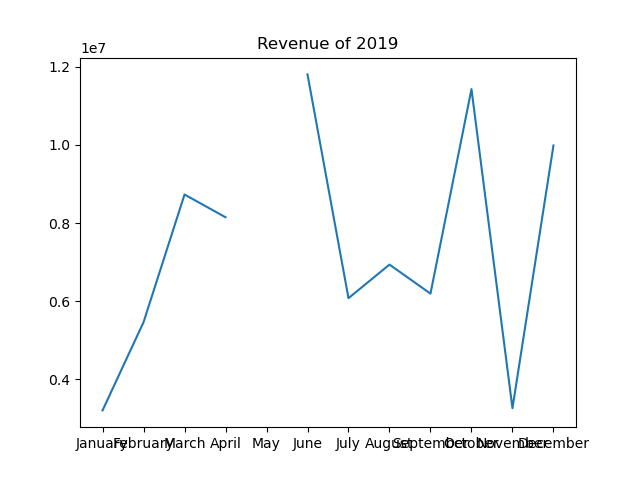 Revenue of 2019
1e7
1.2
1.0
0.8
0.6
0.4
January February March April May June July August September October November December